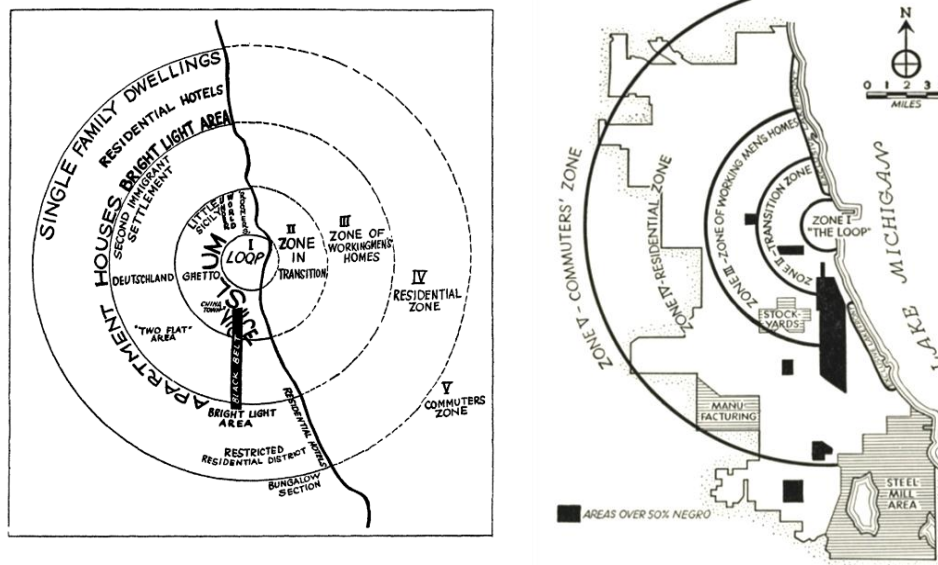 SINGLE FAMILY DWELLINGS
RESIDENTIAL HOTELS
BRIGHT LIGHT AREA
SECOND IMMIGRANT
SETTLEMENT
APARTMENT HOUSES
LITTLE
SICILY
UNDER
WORLD
ROOMERS
I
LOOP
II
ZONE
IN
TRANSITION
III
ZONE OF
WORKINGMEN'S
HOMES
IV
RESIDENTIAL
ZONE
V
COMMUTERS
ZONE
DEUTSCHLAND
GHETTO
SLUM
CHINA
TOWN
VICE
"TWO FLAT"
AREA
BLACK BELT
BRIGHT LIGHT
AREA
RESIDENTIAL HOTELS
RESTRICTED
RESIDENTIAL DISTRICT
BUNGALOW
SECTION
N
0 1 2 3
MILES
ZONE V-COMMUTERS' ZONE
ZONE IV-RESIDENTIAL ZONE
ZONE III-ZONE OF WORKING MEN'S HOMES
ZONE II-TRANSITION ZONE
ZONE I
"THE LOOP"
LAKE MICHIGAN
STOCK-
YARDS
MANU-
FACTURING
STEEL
MILL
AREA
AREAS OVER 50% NEGRO